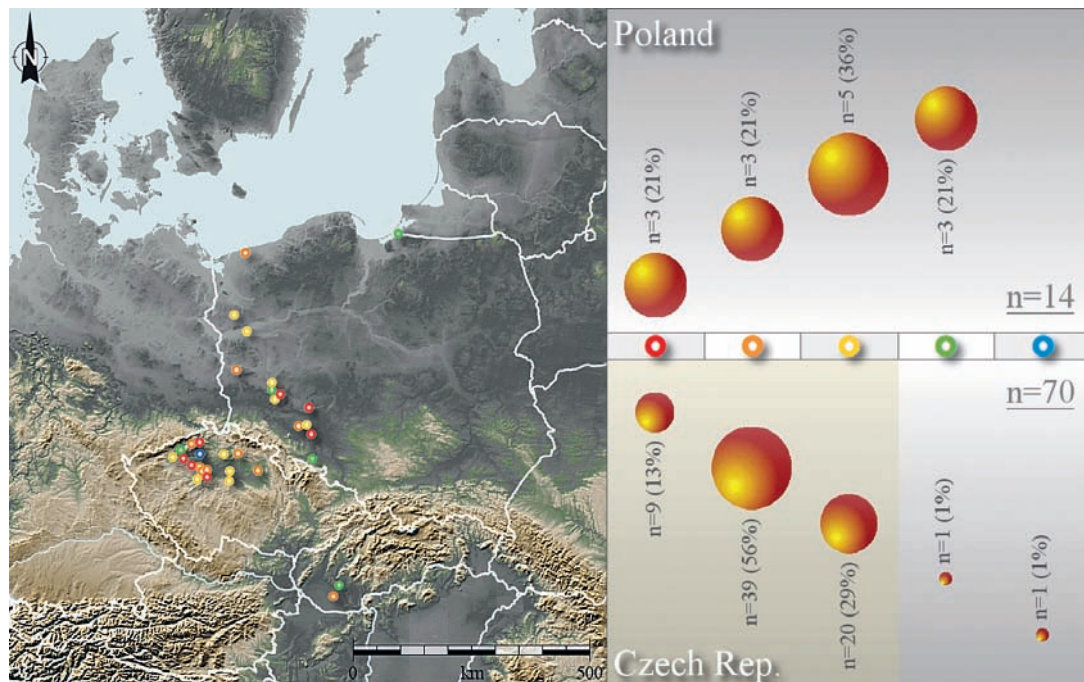 N
Poland
n=3 (21%)
n=3 (21%)
n=5 (36%)
n=3 (21%)
n=14
n=70
n=9 (13%)
n=39 (56%)
n=20 (29%)
n=1 (1%)
n=1 (1%)
Czech Rep.
0 km 500